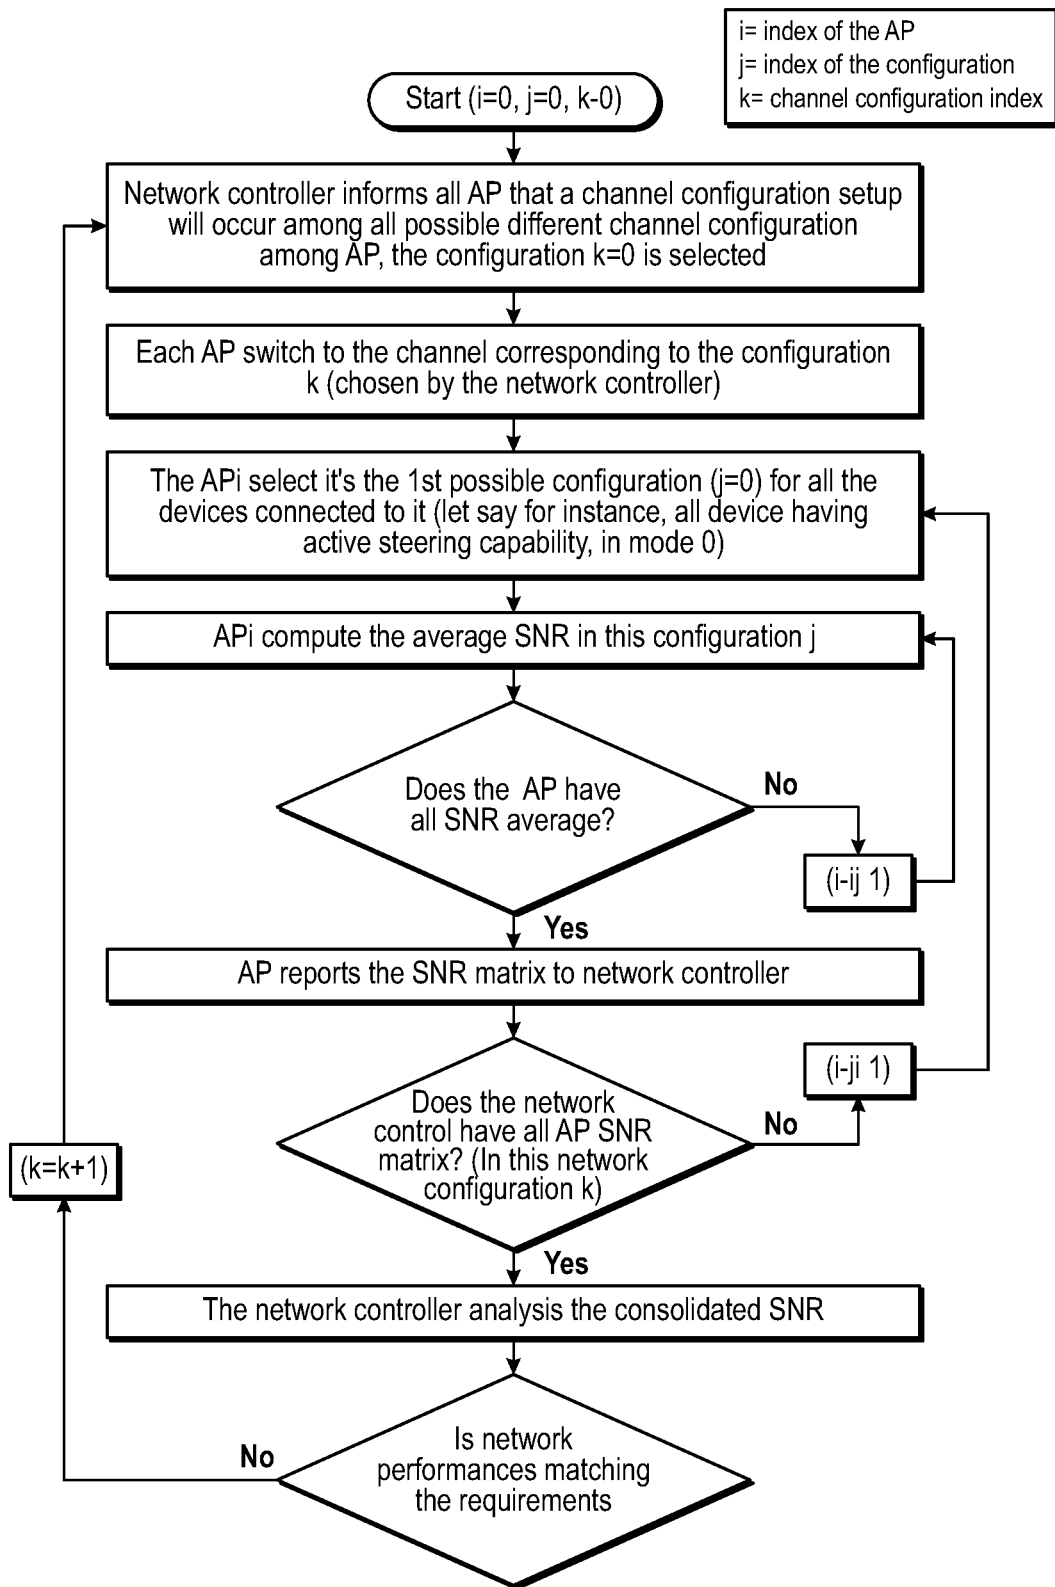 i= index of the AP
j= index of the configuration
k= channel configuration index
Start (i=0, j=0, k-0)
Network controller informs all AP that a channel configuration setup
will occur among all possible different channel configuration
among AP, the configuration k=0 is selected
Each AP switch to the channel corresponding to the configuration
k (chosen by the network controller)
The APi select it's the 1st possible configuration (j=0) for all the
devices connected to it (let say for instance, all device having
active steering capability, in mode 0)
APi compute the average SNR in this configuration j
Does the AP have
all SNR average?
No
(i-ij 1)
Yes
AP reports the SNR matrix to network controller
(i-ji 1)
Does the network
control have all AP SNR
matrix? (In this network
configuration k)
No
(k=k+1)
Yes
The network controller analysis the consolidated SNR
No
Is network
performances matching
the requirements